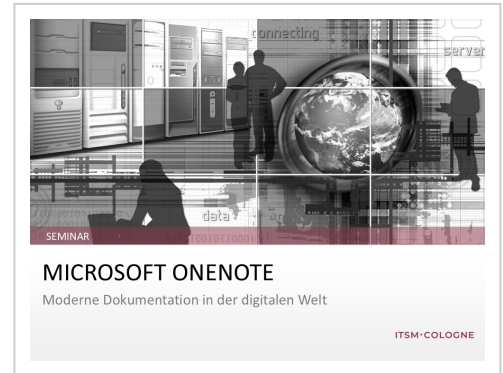 connecting
server
data
SEMINAR
MICROSOFT ONENOTE
Moderne Dokumentation in der digitalen Welt
ITSM-COLOGNE